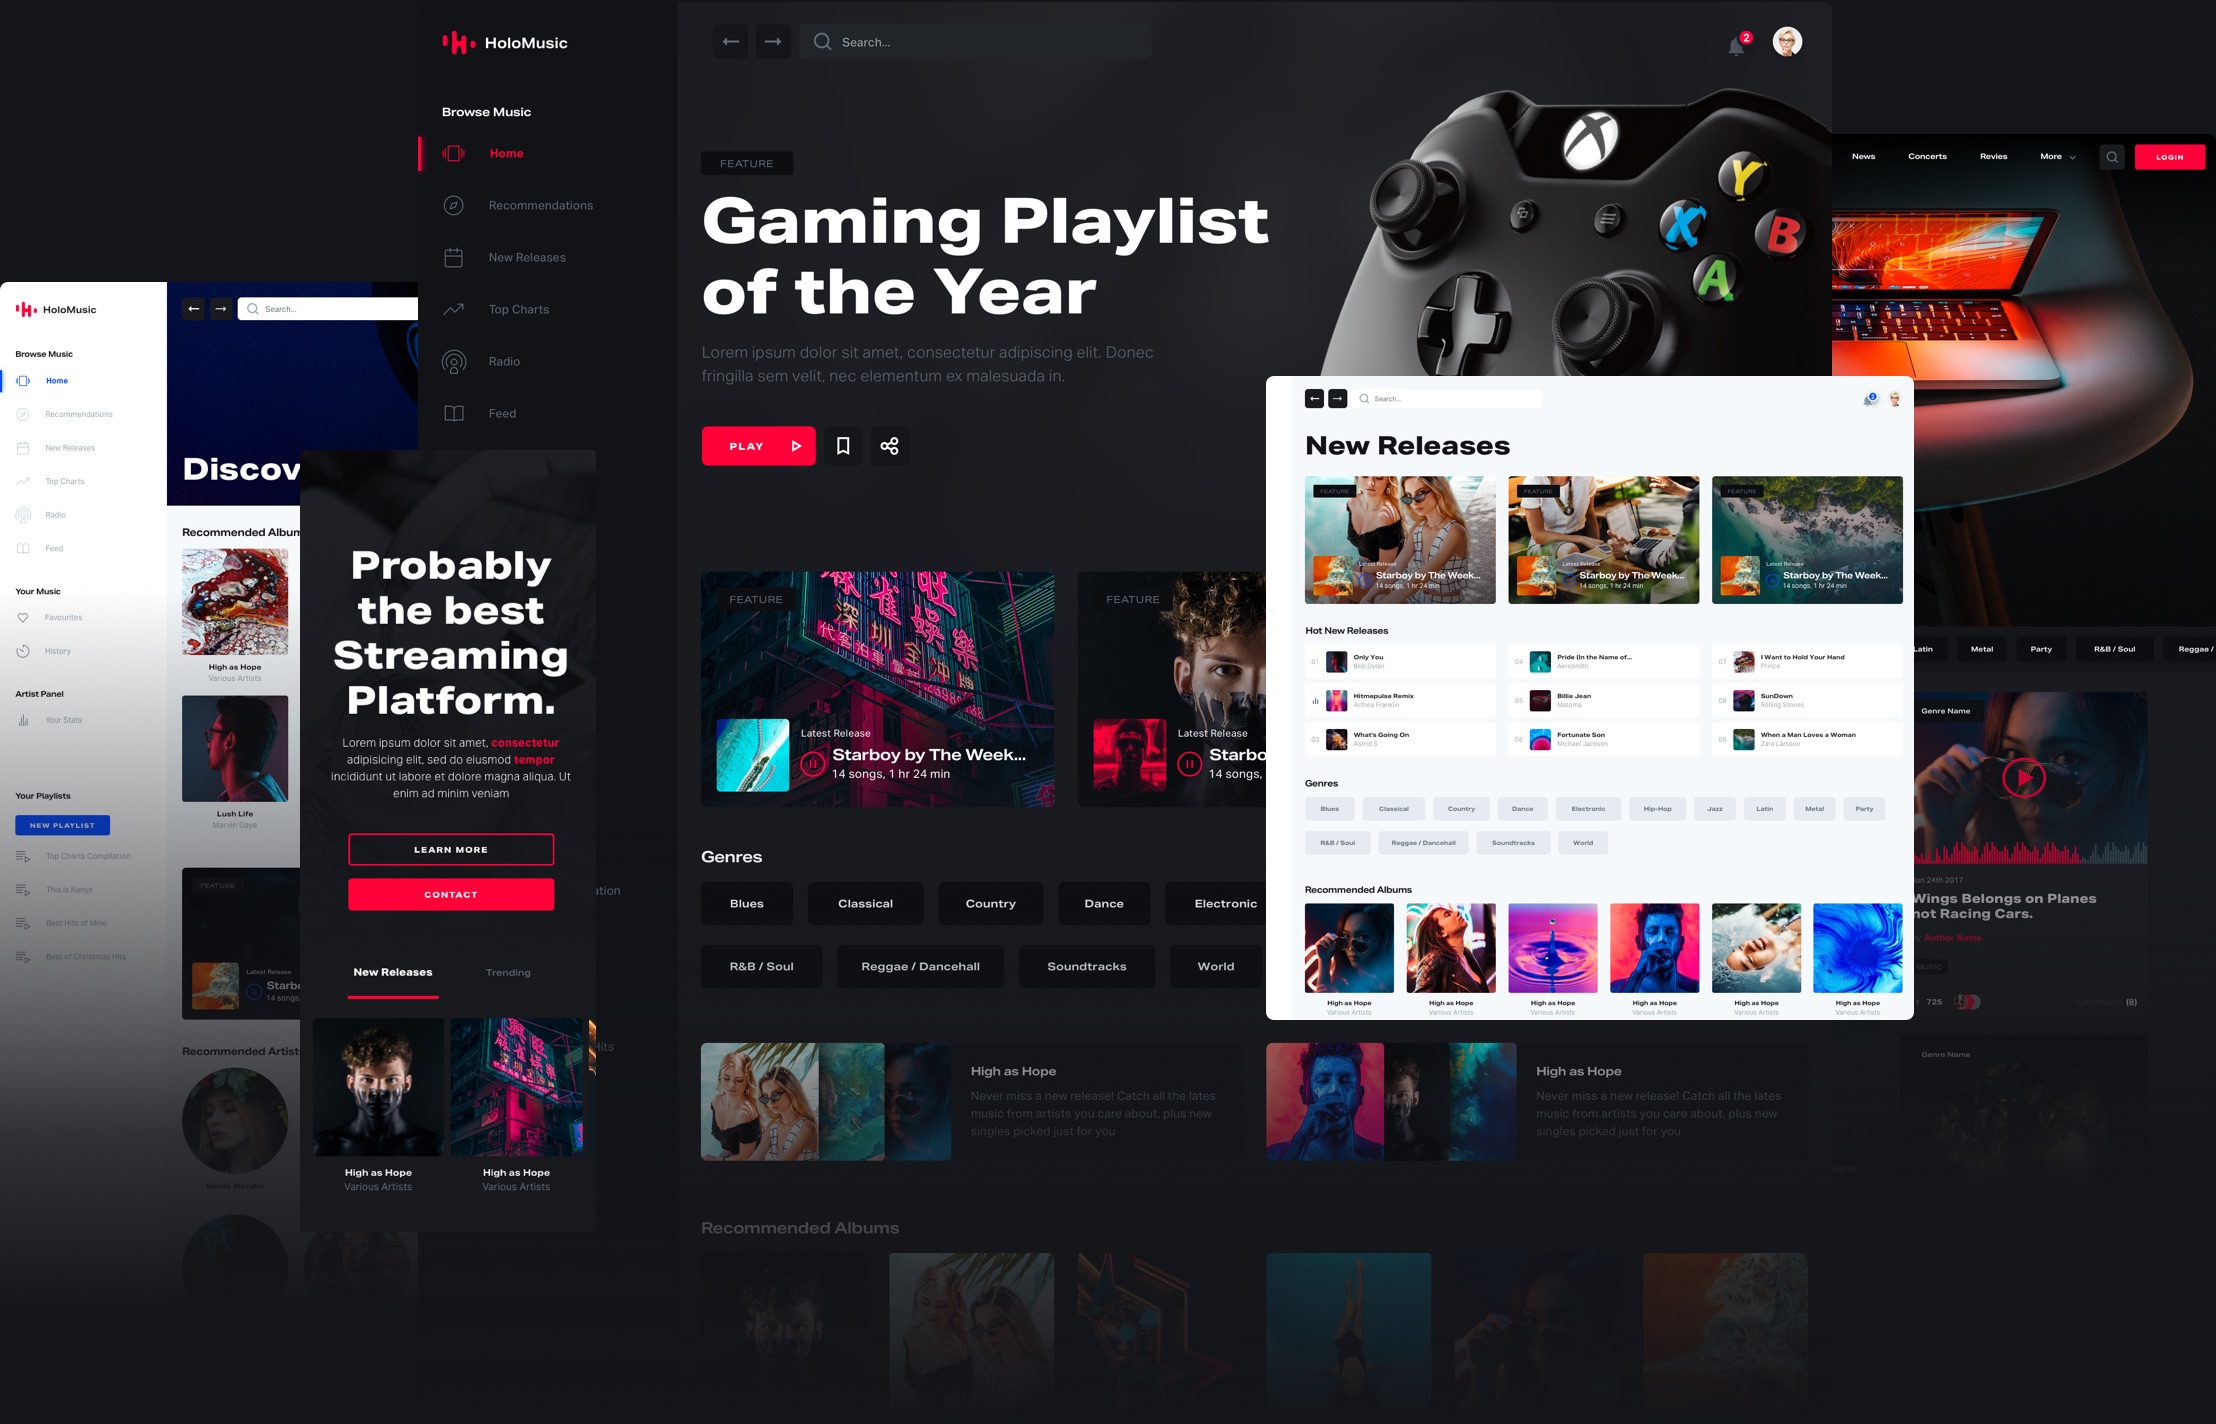 HoloMusic
Search...
2
Browse Music
Home
Recommendations
New Releases
Top Charts
Radio
Feed
FEATURE
Gaming Playlist
of the Year
Lorem ipsum dolor sit amet, consectetur adipiscing elit. Donec
fringilla sem velit, nec elementum ex malesuada in.
PLAY
Y
X
B
A
FEATURE
Latest Release
Starboy by The Week...
14 songs, 1 hr 24 min
FEATURE
Latest Release
Starbo
14 songs,
Genres
Blues
Classical
Country
Dance
Electronic
R&B / Soul
Reggae / Dancehall
Soundtracks
World
High as Hope
Never miss a new release! Catch all the lates
music from artists you care about, plus new
singles picked just for you
High as Hope
Never miss a new release! Catch all the lates
music from artists you care about, plus new
singles picked just for you
Recommended Albums
HoloMusic
Search...
Browse Music
Home
Recommendations
New Releases
Top Charts
Radio
Feed
Your Music
Favourites
History
Artist Panel
Your Stats
Your Playlists
NEW PLAYLIST
Top Charts Compilation
This is Kanye
Best Hits of Mine
Best of Christmas Hits
Discov
Recommended Album
High as Hope
Various Artists
Lush Life
Marvin Gaye
FEATURE
Latest Release
Starb
14 songs,
Recommended Artist
Stevie Wonder
Probably
the best
Streaming
Platform.
Lorem ipsum dolor sit amet, consectetur
adipisicing elit, sed do eiusmod tempor
incididunt ut labore et dolore magna aliqua. Ut
enim ad minim veniam
LEARN MORE
CONTACT
New Releases
Trending
High as Hope
Various Artists
High as Hope
Various Artists
ation
Hits
Search...
2
New Releases
FEATURE
Latest Release
Starboy by The Week...
14 songs, 1 hr 24 min
FEATURE
Latest Release
Starboy by The Week...
14 songs, 1 hr 24 min
FEATURE
Latest Release
Starboy by The Week...
14 songs, 1 hr 24 min
Hot New Releases
01
Only You
Bob Dylan
04
Pride (In the Name of...
Aerosmith
07
I Want to Hold Your Hand
Prince
Hitmepulse Remix
Arthea Franklin
05
Billie Jean
Matoma
08
SunDown
Rolling Stones
03
What's Going On
Astrid S
06
Fortunate Son
Michael Jackson
09
When a Man Loves a Woman
Zara Larsson
Genres
Blues
Classical
Country
Dance
Electronic
Hip-Hop
Jazz
Latin
Metal
Party
R&B / Soul
Reggae / Dancehall
Soundtracks
World
Recommended Albums
High as Hope
Various Artists
High as Hope
Various Artists
High as Hope
Various Artists
High as Hope
Various Artists
High as Hope
Various Artists
High as Hope
Various Artists
News
Concerts
Revies
More
LOGIN
Latin
Metal
Party
R&B / Soul
Reggae /
Genre Name
Jun 24th 2017
Wings Belongs on Planes
not Racing Cars.
by Author Name
MUSIC
725
Comments (8)
Genre Name